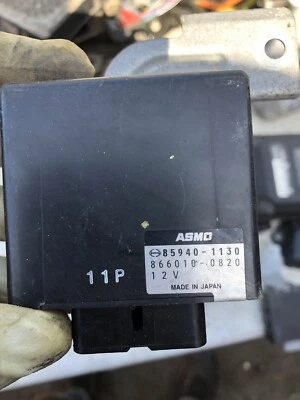 ASMO
85940-1130
866010-0820
12V
11P
MADE IN JAPAN